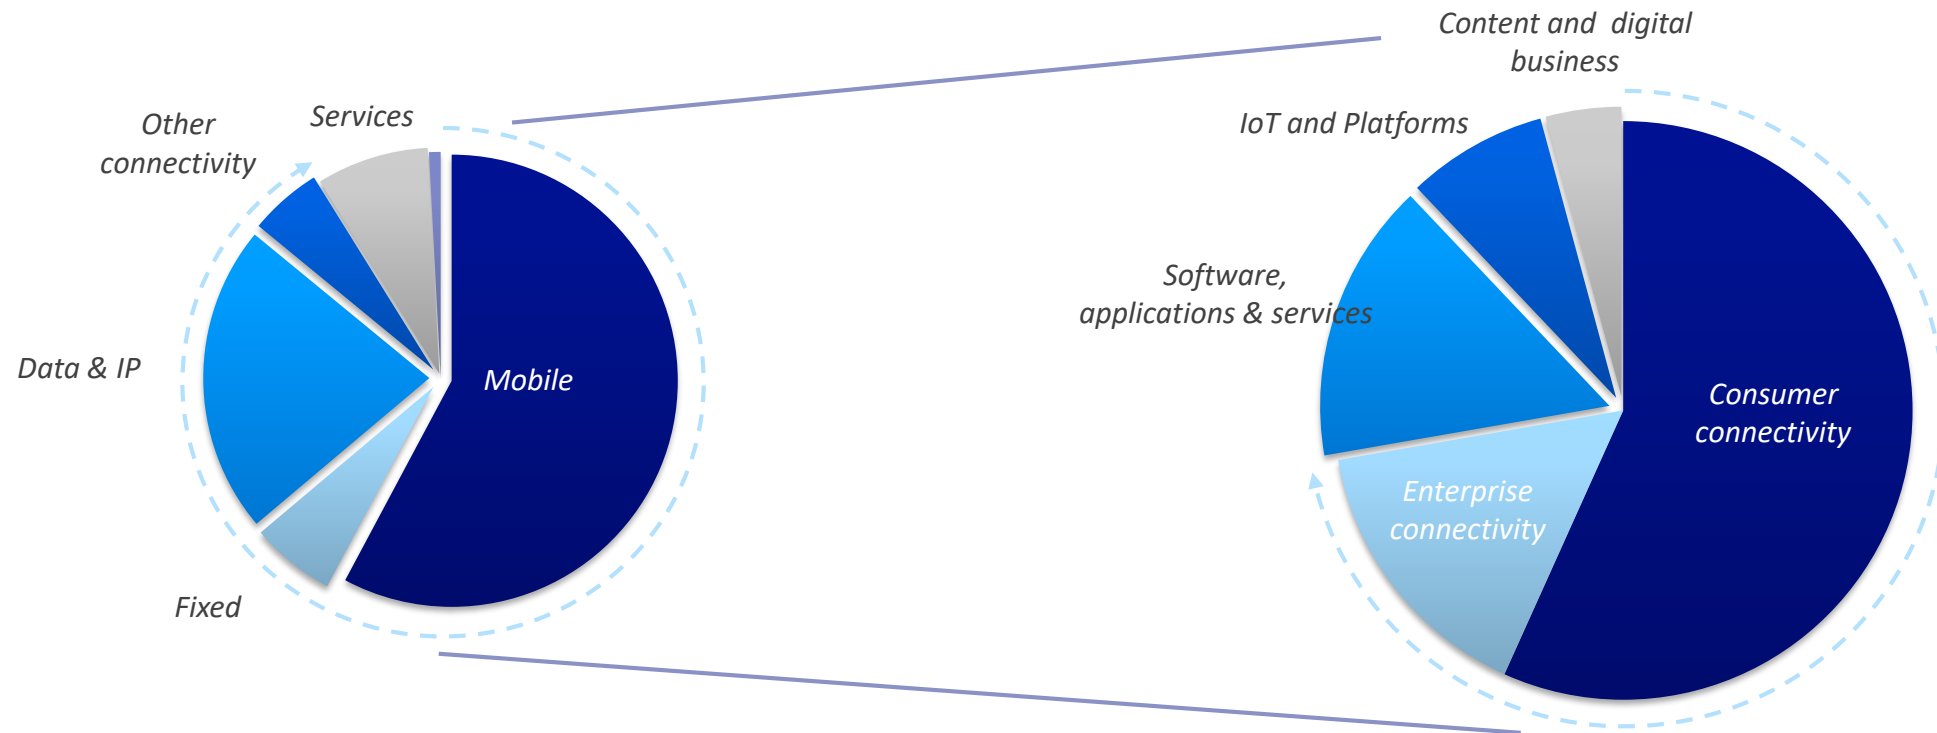 Other
connectivity
Services
Data & IP
Mobile
Fixed
Content and  digital
business
IoT and Platforms
Software,
applications & services
Consumer
connectivity
Enterprise
connectivity